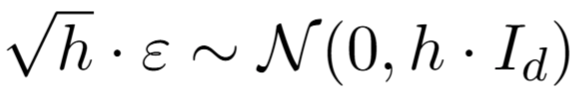 √h · ε ∼ 𝒩(0, h · I_d)